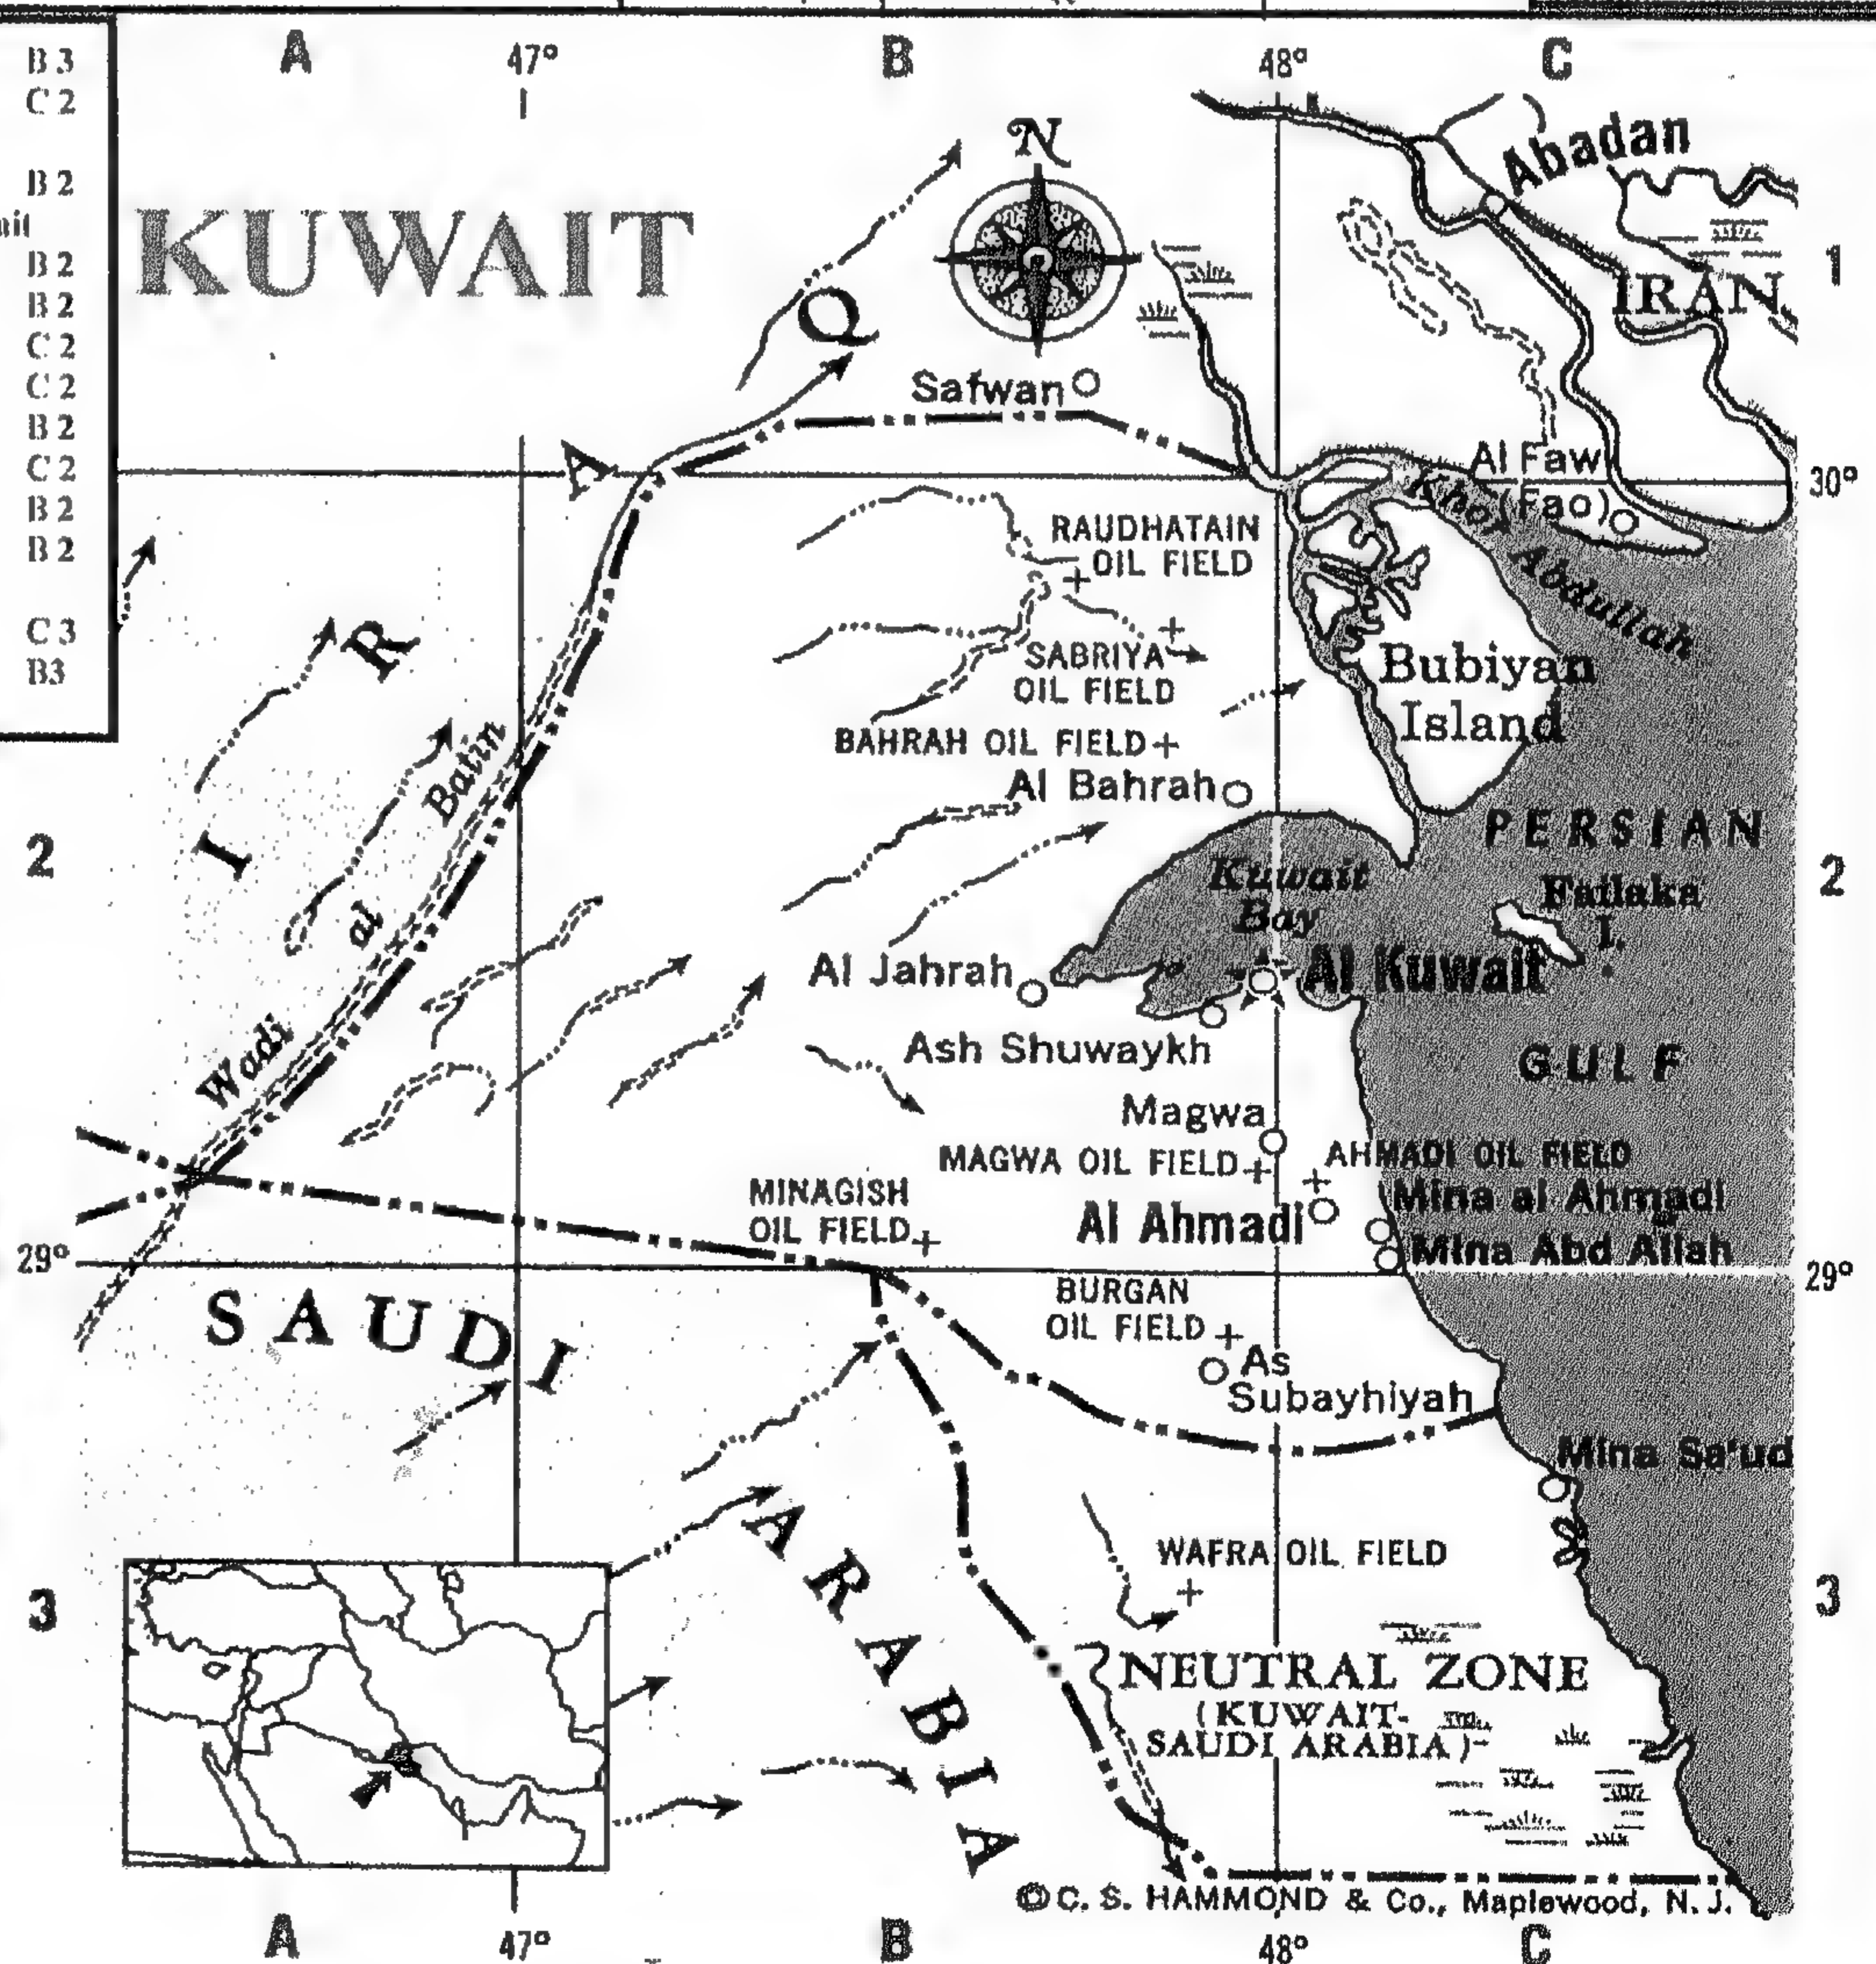 A 47° B 48° C
B 3
C 2
B 2
B 2
B 2
C 2
C 2
B 2
C 2
B 2
B 2
C 3
B3
KUWAIT
N
Abadan
IRAN
1
1
Safwan
IRAQ
Al Faw
(Fao)
30°
Khor Abdullah
RAUDHATAIN
OIL FIELD
SABRIYA
OIL FIELD
Bubiyan
Island
BAHRAH OIL FIELD
Al Bahrah
Wadi al Batin
2
2
PERSIAN
GULF
Kuwait
Bay
Failaka
I.
Al Jahrah
Al Kuwait
Ash Shuwaykh
Magwa
MAGWA OIL FIELD
AHMADI OIL FIELD
MINAGISH
OIL FIELD
Al Ahmadi
Mina al Ahmadi
Mina Abd Allah
29°
29°
BURGAN
OIL FIELD
As
Subayhiyah
SAUDI
ARABIA
Mina Sa'ud
WAFRA OIL FIELD
3
3
NEUTRAL ZONE
(KUWAIT-
SAUDI ARABIA)
© C. S. HAMMOND & Co., Maplewood, N. J.
A 47° B 48° C